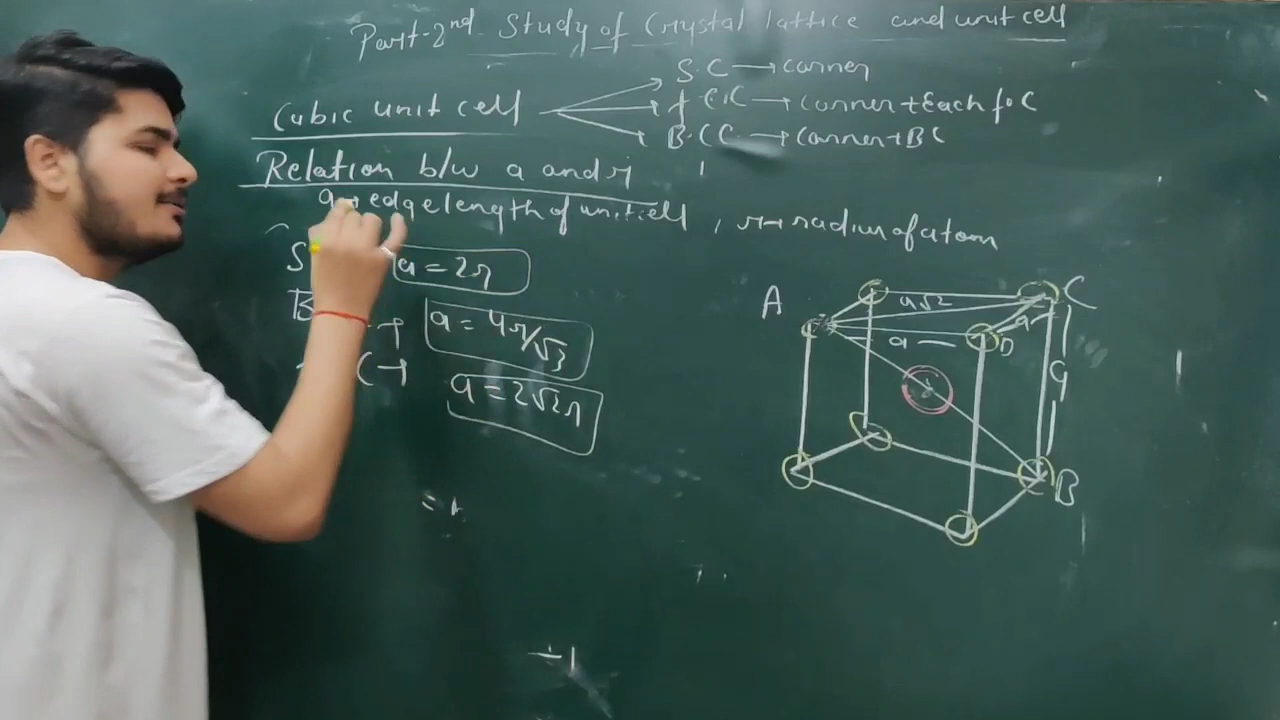 Part-2nd Study of Crystal lattice and unit cell
S.C → corner
Cubic unit cell → f.C.C → corner + Each f.C
B.C.C → corner + BC
Relation b/w a and r
a → edge length of unit cell , r → radius of atom
S a = 2r
B → a = 4r/√3
C → a = 2√2r
A a√2 C
a D a
a
B